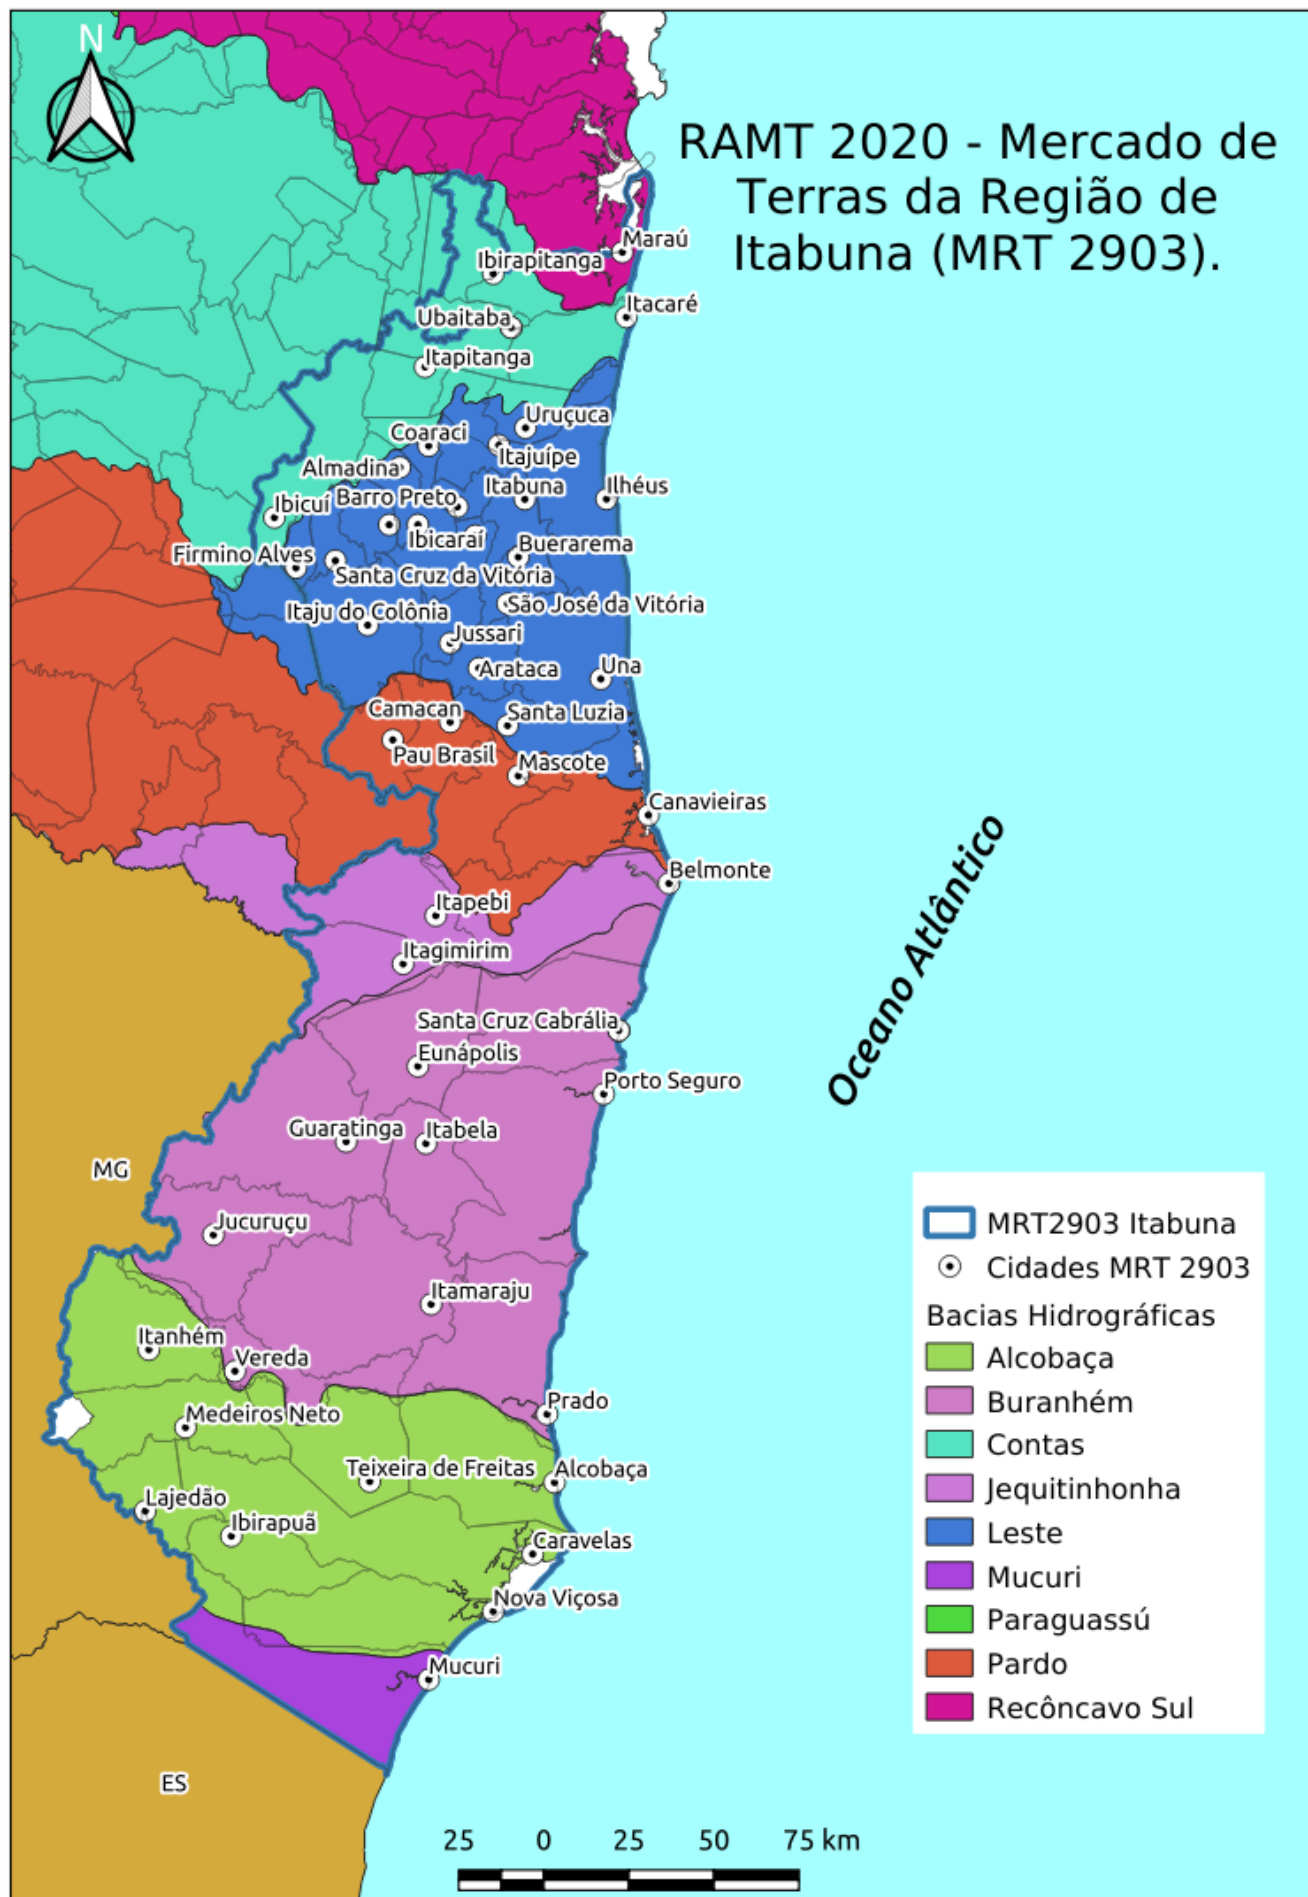 N
RAMT 2020 - Mercado de
Terras da Região de
Itabuna (MRT 2903).
Maraú
Ibirapitanga
Itacaré
Ubaitaba
Itapitanga
Uruçuca
Coaraci
Itajuípe
Almadina
Barro Preto
Itabuna
Ilhéus
Ibicuí
Ibicaraí
Buerarema
Firmino Alves
Santa Cruz da Vitória
São José da Vitória
Itaju do Colônia
Jussari
Arataca
Una
Camacan
Santa Luzia
Pau Brasil
Mascote
Canavieiras
Belmonte
Itapebi
Itagimirim
Oceano Atlântico
Santa Cruz Cabrália
Eunápolis
Porto Seguro
Guaratinga
Itabela
MG
Jucuruçu
Itamaraju
Itanhém
Vereda
Prado
Medeiros Neto
Teixeira de Freitas
Alcobaça
Lajedão
Ibirapuã
Caravelas
Nova Viçosa
Mucuri
ES
MRT2903 Itabuna
Cidades MRT 2903
Bacias Hidrográficas
Alcobaça
Buranhém
Contas
Jequitinhonha
Leste
Mucuri
Paraguassú
Pardo
Recôncavo Sul
25 0 25 50 75 km